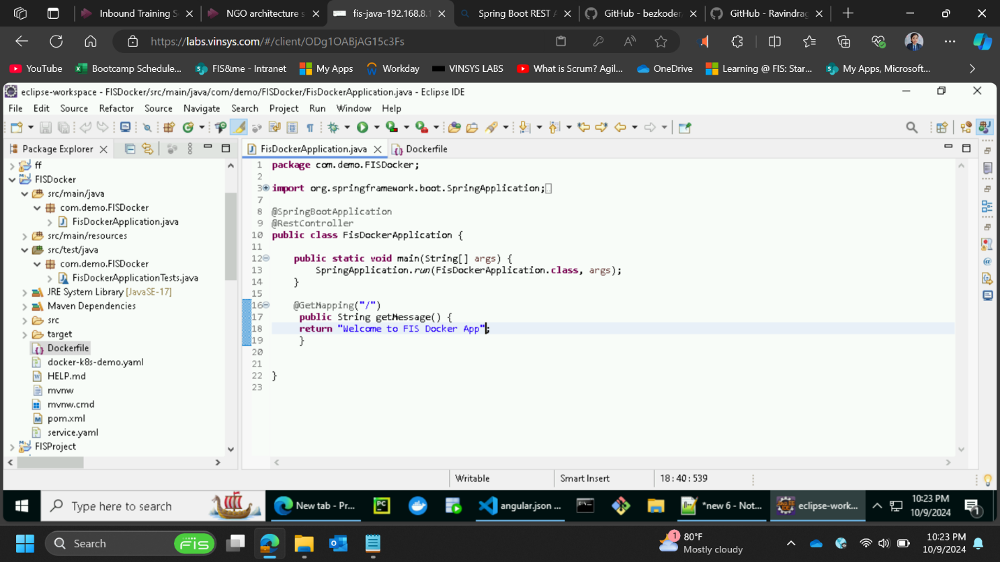 Inbound Training S
NGO architecture s
fis-java-192.168.8.1
Spring Boot REST A
GitHub - bezkoder,
GitHub - Ravindrag
https://labs.vinsys.com/#/client/ODg1OABjAG15c3Fs
YouTube
Bootcamp Schedule...
FIS&me - Intranet
My Apps
Workday
VINSYS LABS
What is Scrum? Agil...
OneDrive
Learning @ FIS: Star...
My Apps, Microsoft...
eclipse-workspace - FISDocker/src/main/java/com/demo/FISDocker/FisDockerApplication.java - Eclipse IDE
File Edit Source Refactor Source Navigate Search Project Run Window Help
Package Explorer
ff
FISDocker
src/main/java
com.demo.FISDocker
FisDockerApplication.java
src/main/resources
src/test/java
com.demo.FISDocker
FisDockerApplicationTests.java
JRE System Library [JavaSE-17]
Maven Dependencies
src
target
Dockerfile
docker-k8s-demo.yaml
HELP.md
mvnw
mvnw.cmd
pom.xml
service.yaml
FISProject
FisDockerApplication.java
Dockerfile
1 package com.demo.FISDocker;
2
3 import org.springframework.boot.SpringApplication;
7
8 @SpringBootApplication
9 @RestController
10 public class FisDockerApplication {
11
12 public static void main(String[] args) {
13 SpringApplication.run(FisDockerApplication.class, args);
14 }
15
16 @GetMapping("/")
17 public String getMessage() {
18 return "Welcome to FIS Docker App";
19 }
20
21
22 }
23
Writable
Smart Insert
18 : 40 : 539
Type here to search
New tab - Pr...
PC
angular.json ...
*new 6 - Not...
eclipse-work...
10:23 PM
10/9/2024
1
Search
FIS
1
80°F
Mostly cloudy
10:23 PM
10/9/2024